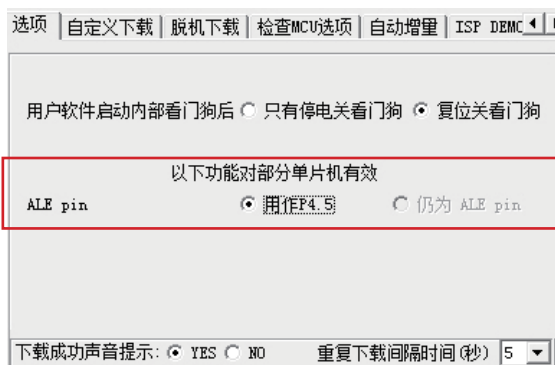 选项 自定义下载 脱机下载 检查MCU选项 自动增量 ISP DEMO
用户软件启动内部看门狗后 只有停电关看门狗 复位关看门狗
以下功能对部分单片机有效
ALE pin 用作P4.5 仍为 ALE pin
下载成功声音提示: YES NO 重复下载间隔时间(秒) 5